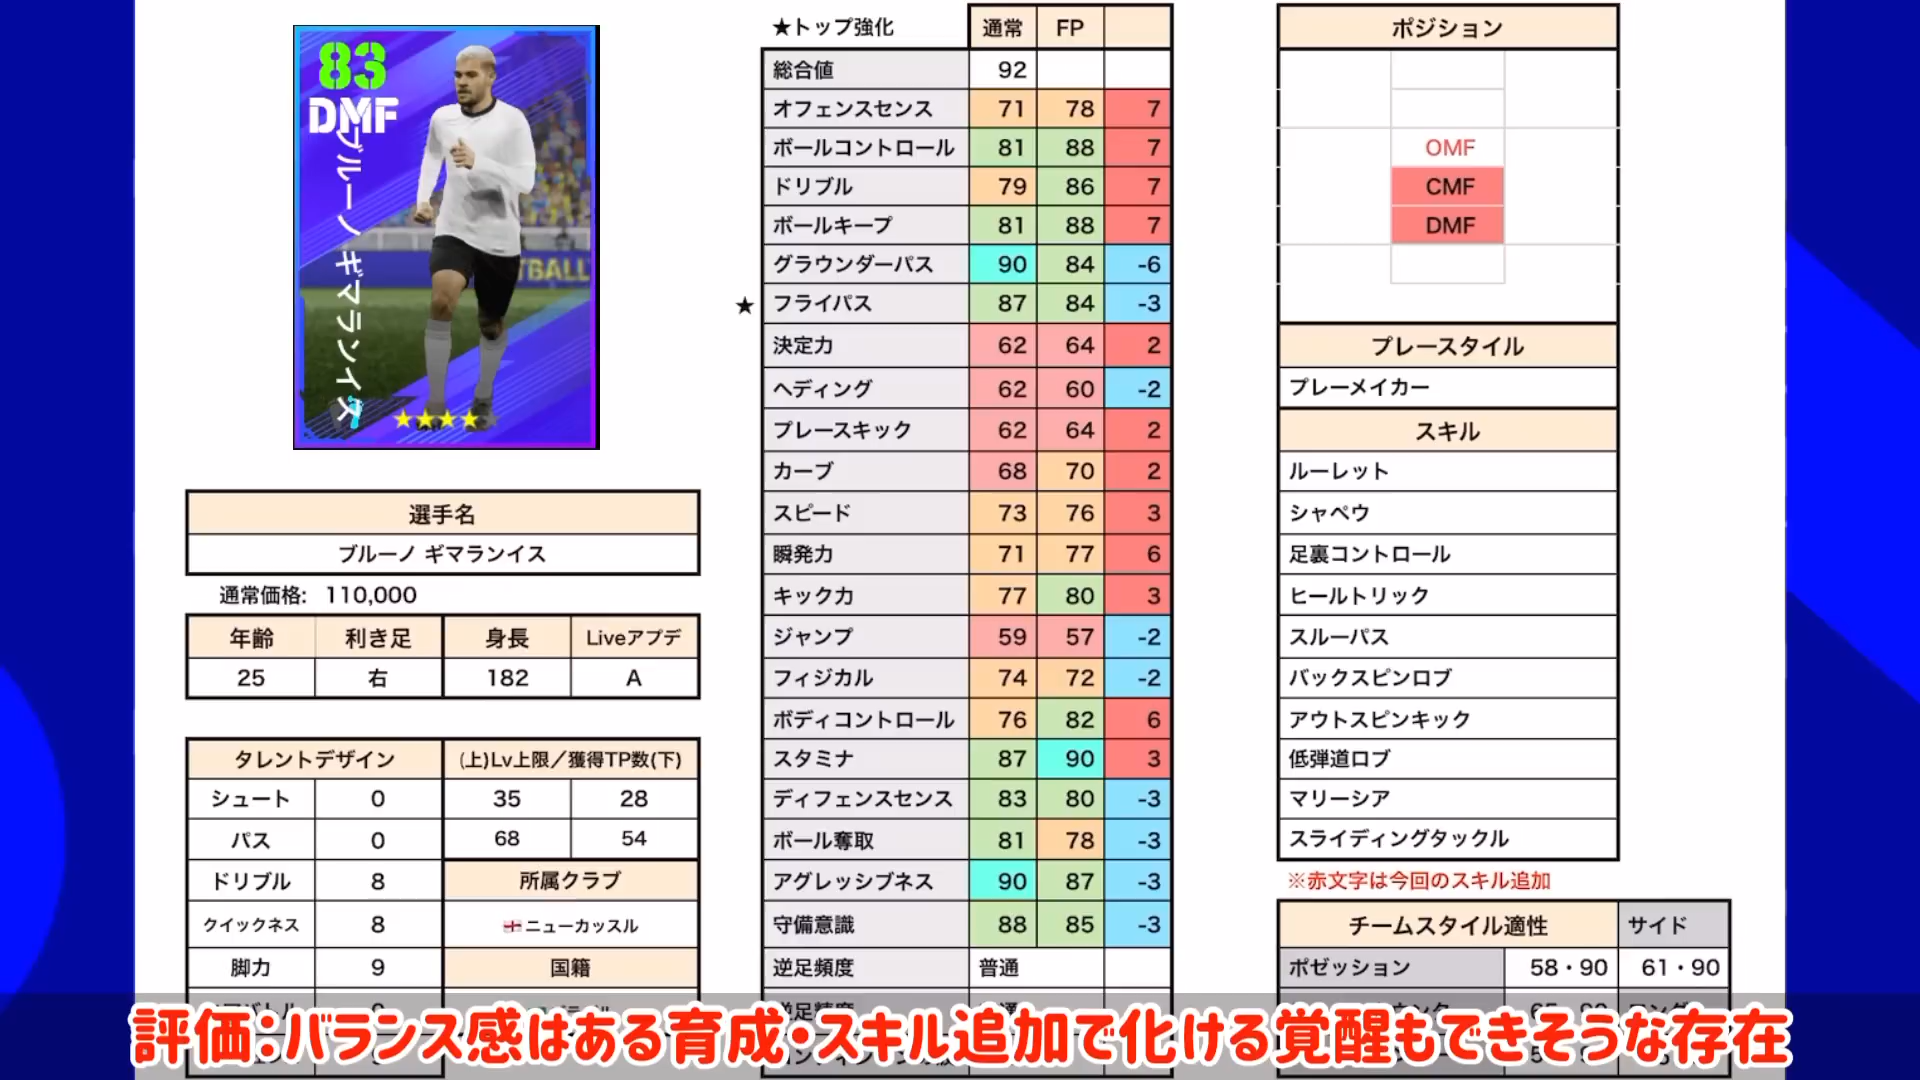 83
DMF
ブルーノ ギマランイス
TBALL
選手名
ブルーノ ギマランイス
通常価格: 110,000
年齢 利き足 身長 Liveアプデ
25 右 182 A
タレントデザイン (上)Lv上限／獲得TP数(下)
シュート 0 35 28
パス 0 68 54
ドリブル 8 所属クラブ
クイックネス 8 ニューカッスル
脚力 9 国籍
★トップ強化 通常 FP
総合値 92
オフェンスセンス 71 78 7
ボールコントロール 81 88 7
ドリブル 79 86 7
ボールキープ 81 88 7
グラウンダーパス 90 84 -6
★ フライパス 87 84 -3
決定力 62 64 2
ヘディング 62 60 -2
プレースキック 62 64 2
カーブ 68 70 2
スピード 73 76 3
瞬発力 71 77 6
キック力 77 80 3
ジャンプ 59 57 -2
フィジカル 74 72 -2
ボディコントロール 76 82 6
スタミナ 87 90 3
ディフェンスセンス 83 80 -3
ボール奪取 81 78 -3
アグレッシブネス 90 87 -3
守備意識 88 85 -3
逆足頻度 普通
ポジション
OMF
CMF
DMF
プレースタイル
プレーメイカー
スキル
ルーレット
シャペウ
足裏コントロール
ヒールトリック
スルーパス
バックスピンロブ
アウトスピンキック
低弾道ロブ
マリーシア
スライディングタックル
※赤文字は今回のスキル追加
チームスタイル適性 サイド
ポゼッション 58・90 61・90
評価:バランス感はある育成・スキル追加で化ける覚醒もできそうな存在